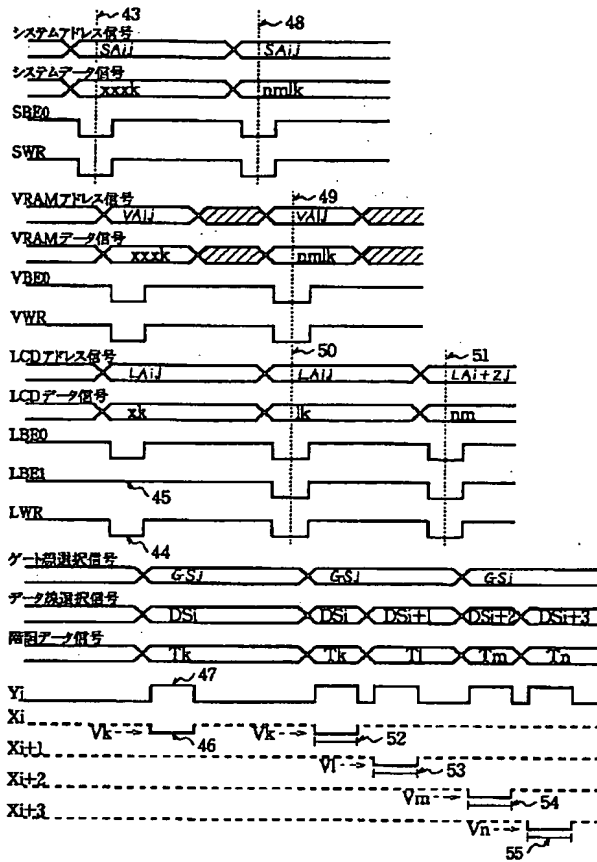 43 48
システムアドレス信号
SAiJ SAiJ
システムデータ信号
xxxk nmlk
SBE0
SWR
49
VRAMアドレス信号
VAiJ VAiJ
VRAMデータ信号
xxxk nmlk
VBE0
VWR
50 51
LCDアドレス信号
LAiJ LAiJ LAi+2J
LCDデータ信号
xk lk nm
LBE0
LBE1
45
LWR
44
ゲート線選択信号
GSJ GSJ GSi
データ線選択信号
DSi DSi DSi+1 DSi+2 DSi+3
階調データ信号
Tk Tk Tl Tm Tn
47
Yi
Xi
Vk 46 Vk 52
Xi+1
Vl 53
Xi+2
Vm 54
Xi+3
Vn
55